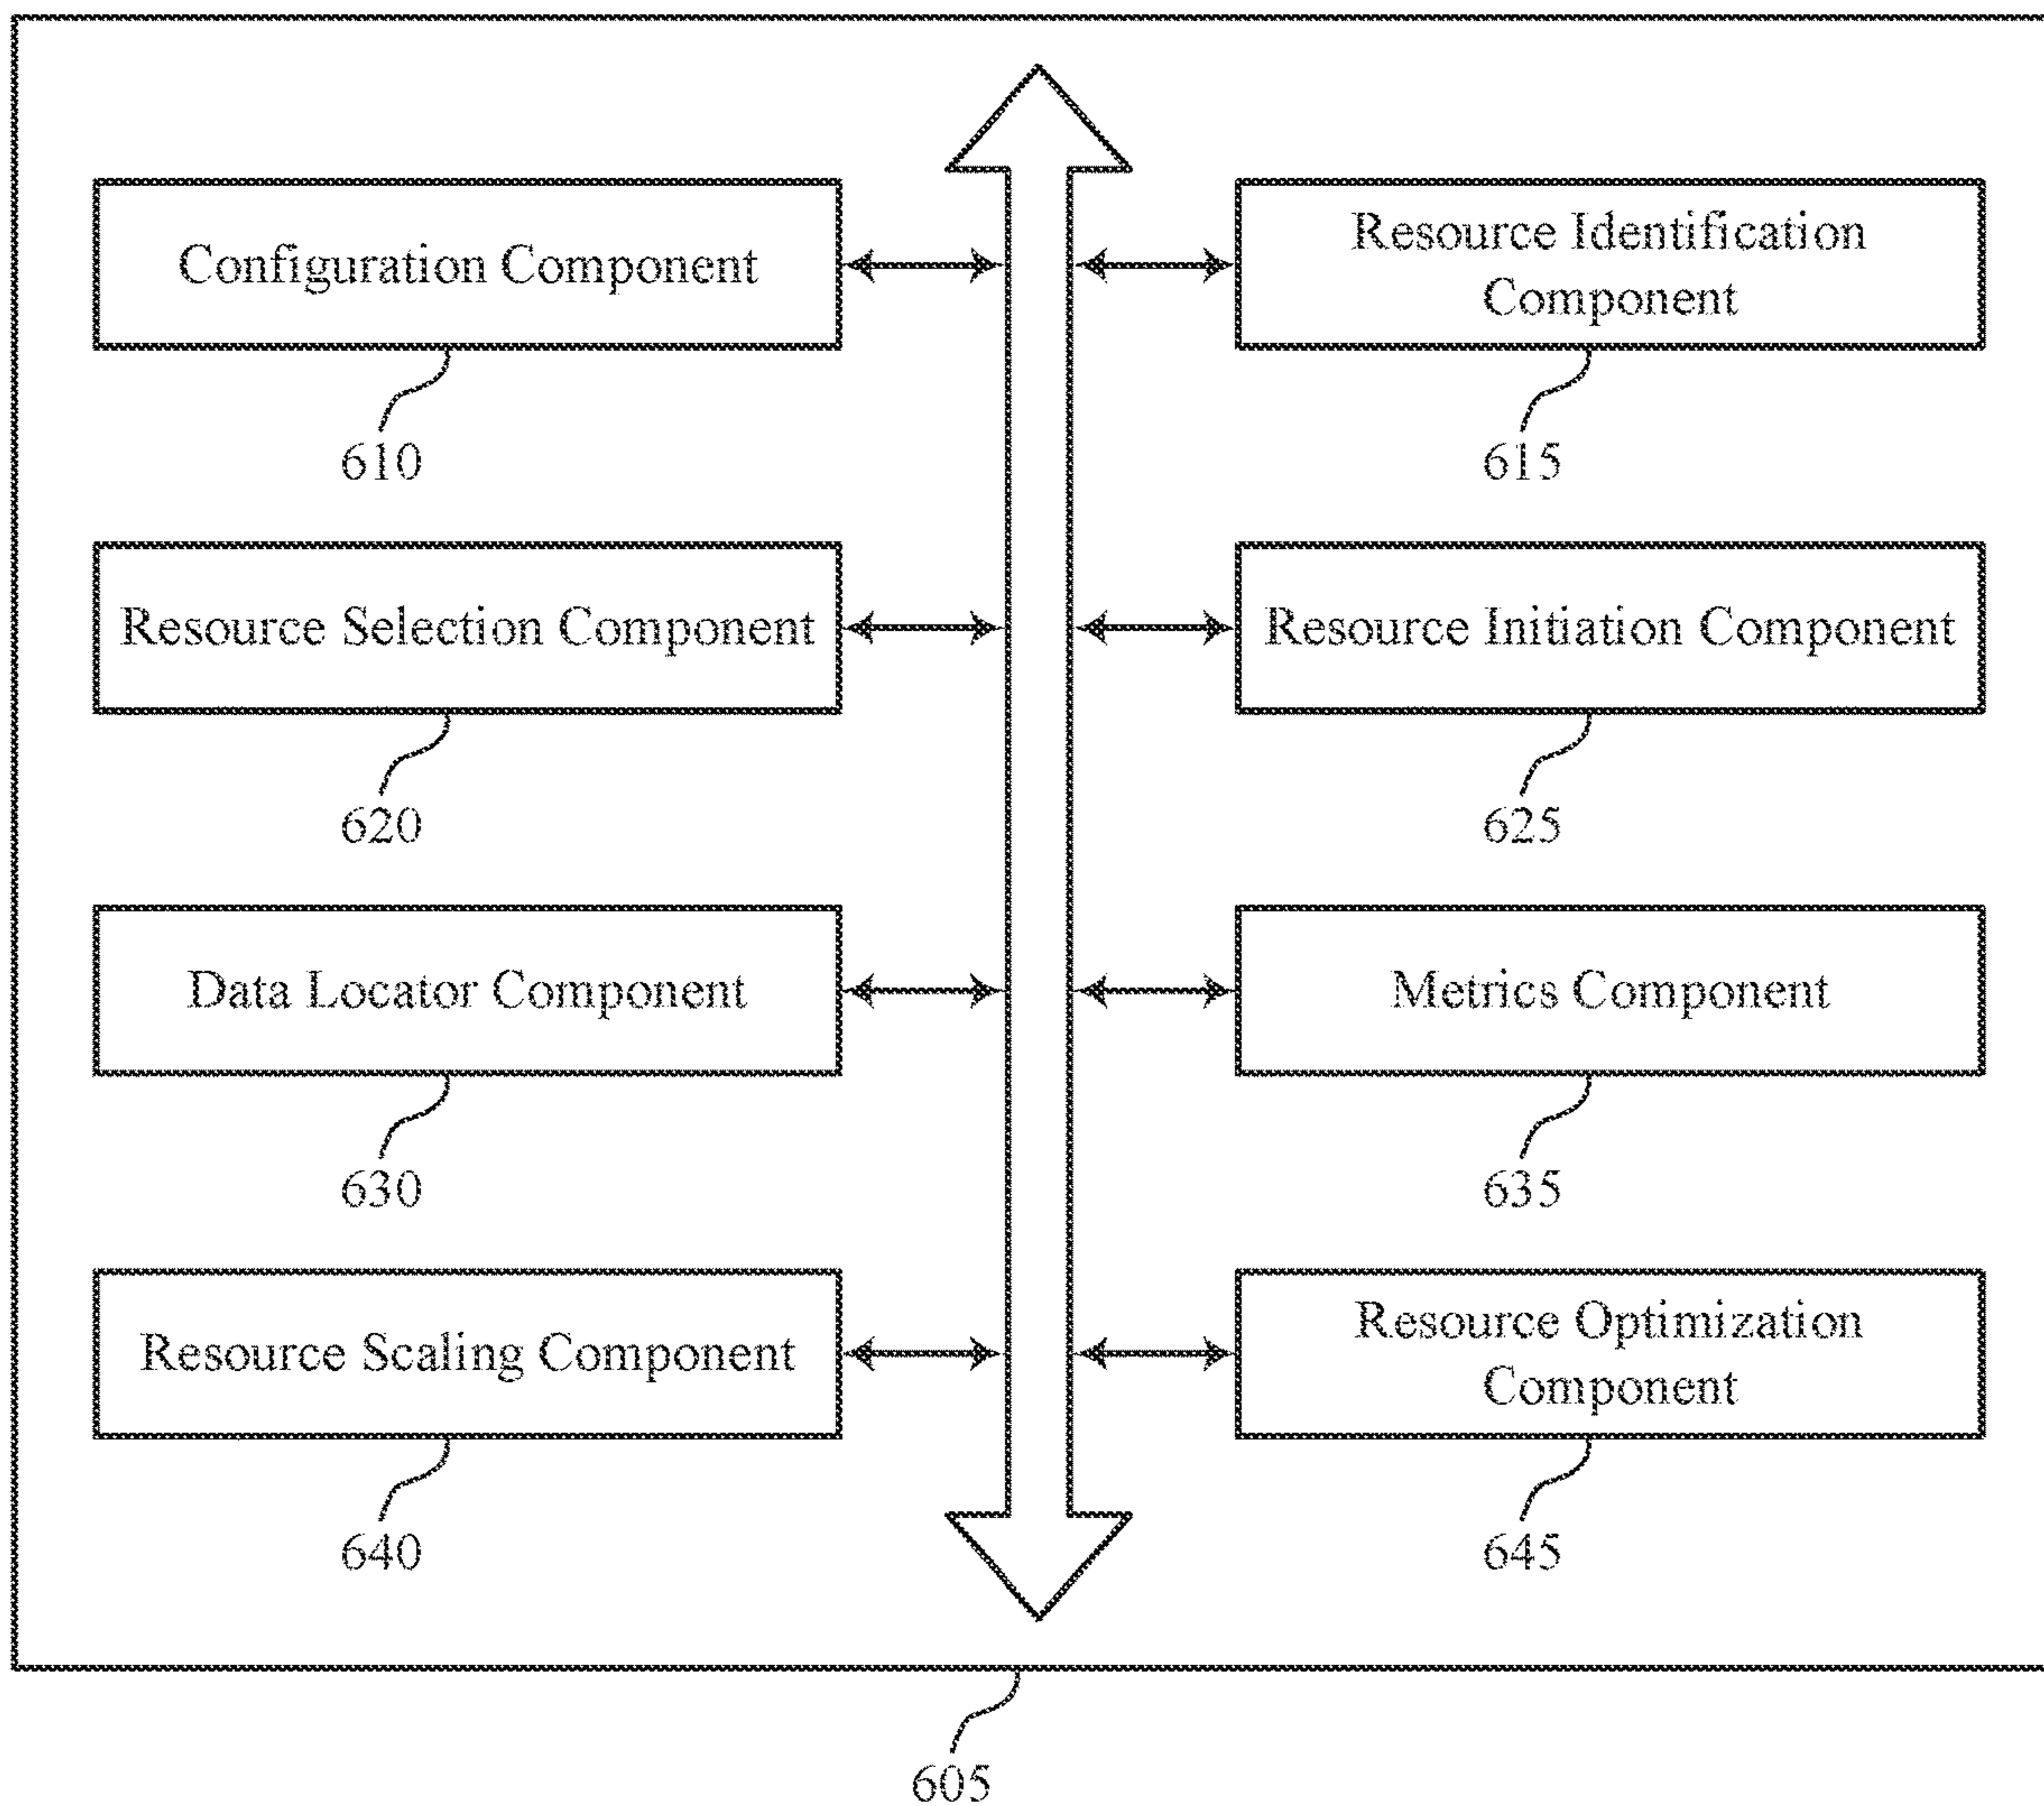 Configuration Component
Resource Identification
Component
610
615
Resource Selection Component
Resource Initiation Component
620
625
Data Locator Component
Metrics Component
630
635
Resource Scaling Component
Resource Optimization
Component
640
645
605